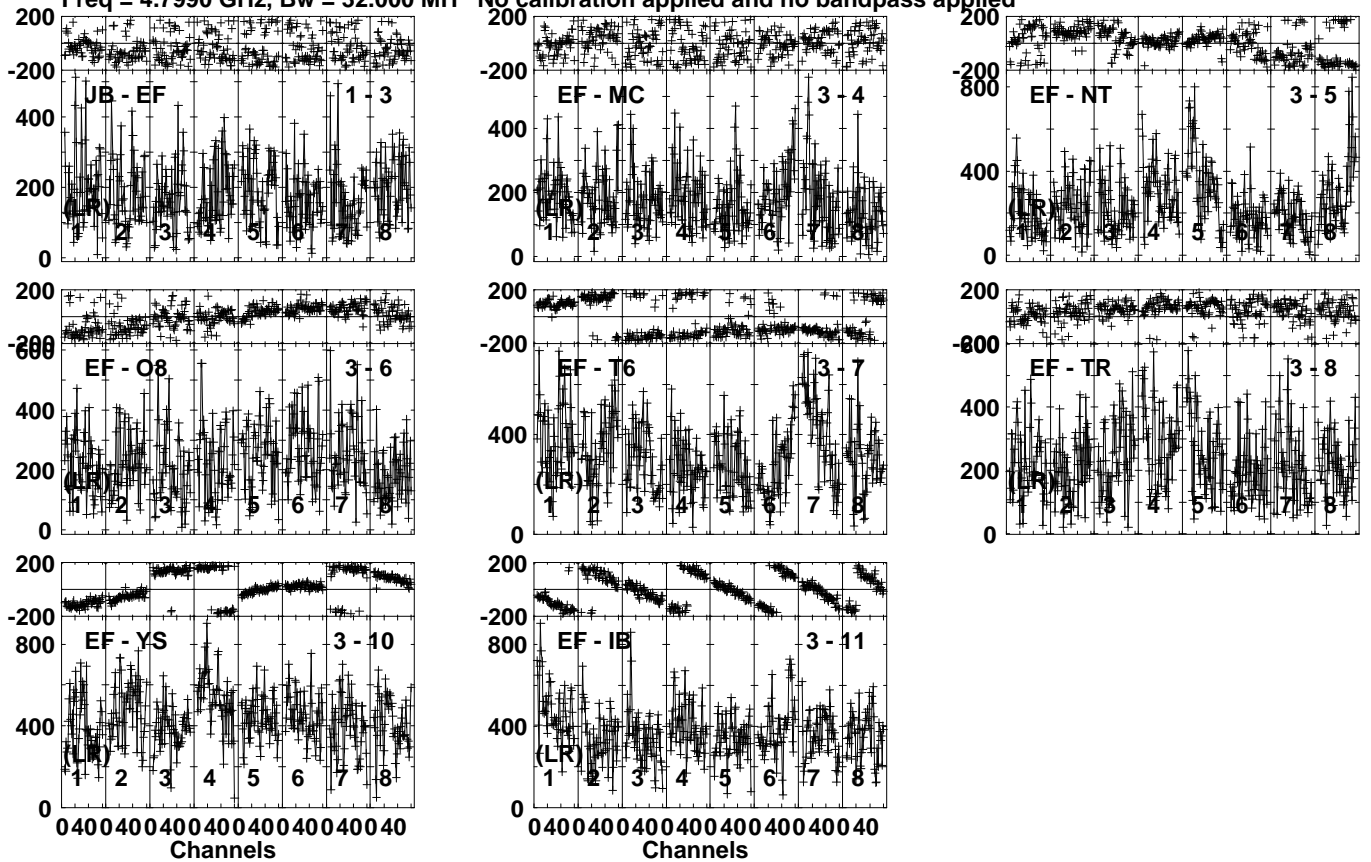 Freq = 4.7990 GHz, Bw = 32.000 MH No calibration applied and no bandpass applied
200 200 200
-200 -200 -200
JB - EF 1 - 3 EF - MC 3 - 4 EF - NT 3 - 5
400 400 800
200 200 400
(LR) (LR) (LR)
1 2 3 4 5 6 7 8 1 2 3 4 5 6 7 8 1 2 3 4 5 6 7 8
0 0 0
200 200 200
-200 -200 -200
600 600
EF - O8 3 - 6 EF - T6 3 - 7 EF - TR 3 - 8
400 400 400
200 200
(LR) (LR) (LR)
1 2 3 4 5 6 7 8 1 2 3 4 5 6 7 8 1 2 3 4 5 6 7 8
0 0 0
200 200
-200 -200
EF - YS 3 - 10 EF - IB 3 - 11
800 800
400 400
(LR) (LR)
1 2 3 4 5 6 7 8 1 2 3 4 5 6 7 8
0 0
0 40 0 40 0 40 0 40 0 40 0 40 0 40 0 40 0 40 0 40 0 40 0 40 0 40 0 40 0 40 0 40
Channels Channels